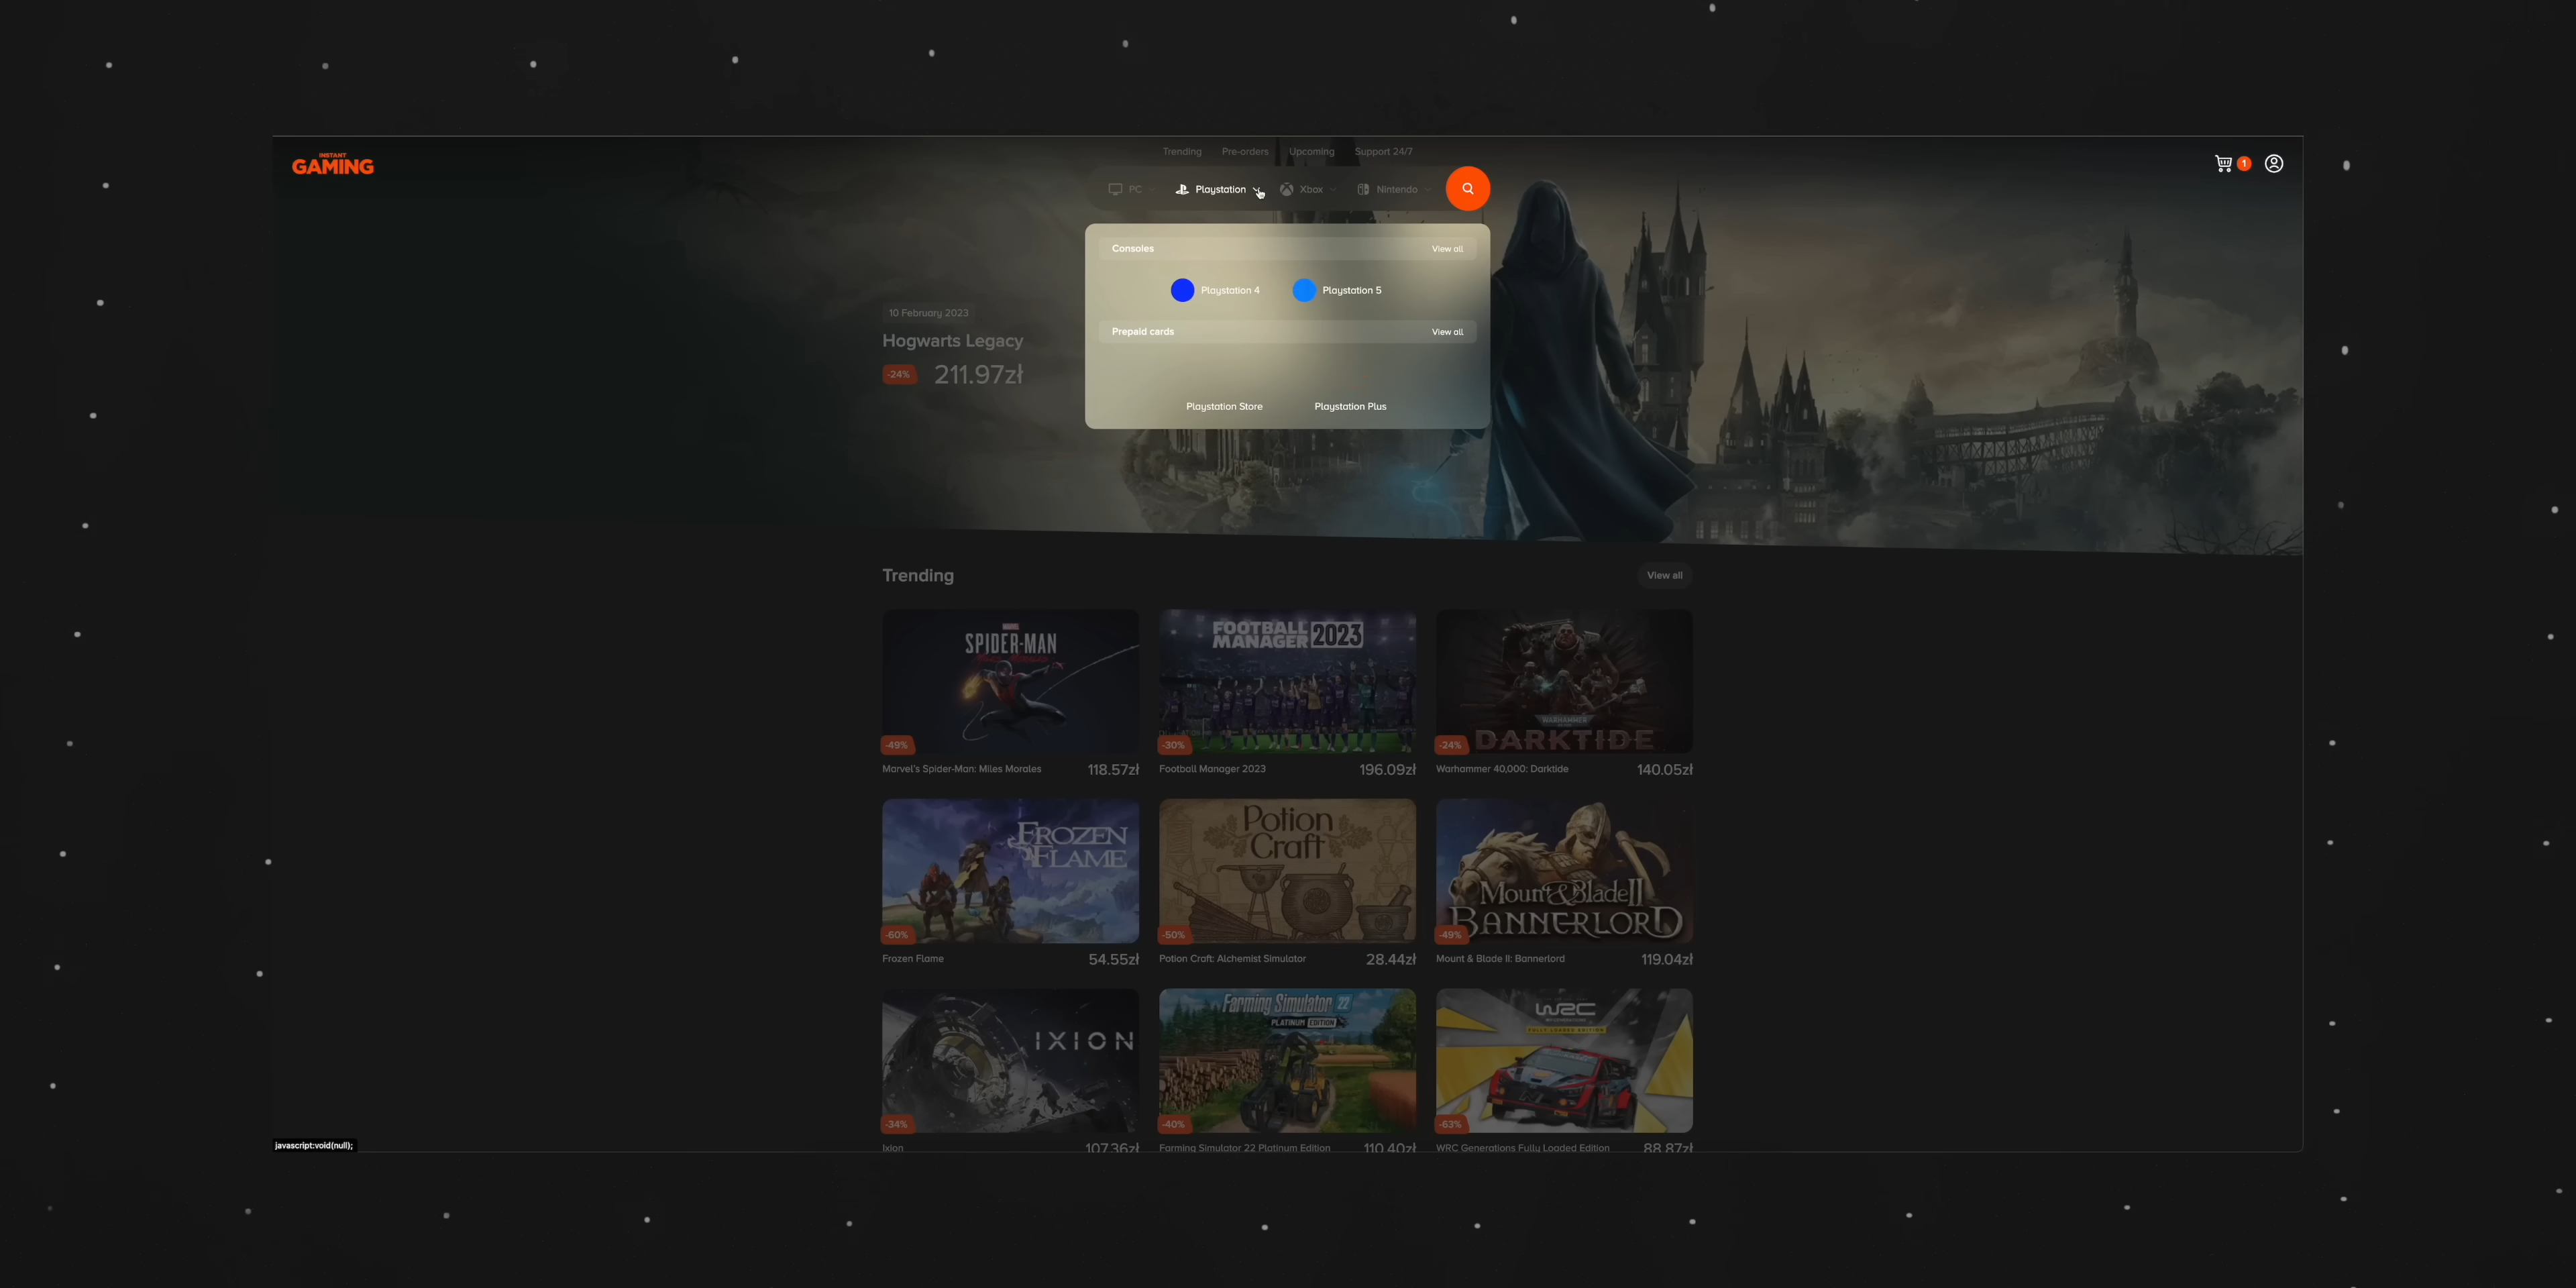 INSTANT
GAMING
Trending Pre-orders Upcoming Support 24/7
1
PC Playstation Xbox Nintendo
Consoles View all
Playstation 4 Playstation 5
Prepaid cards View all
Playstation Store Playstation Plus
10 February 2023
Hogwarts Legacy
-24% 211.97zł
Trending View all
MARVEL
SPIDER-MAN
-49%
Marvel's Spider-Man: Miles Morales 118.57zł
FOOTBALL
MANAGER 2023
-30%
Football Manager 2023 196.09zł
WARHAMMER
DARKTIDE
-24%
Warhammer 40,000: Darktide 140.05zł
FROZEN
FLAME
-60%
Frozen Flame 54.55zł
Potion
Craft
-50%
Potion Craft: Alchemist Simulator 28.44zł
Mount & Blade II
BANNERLORD
-49%
Mount & Blade II: Bannerlord 119.04zł
IXION
-34%
Ixion 107.36zł
Farming Simulator 22
PLATINUM EDITION
-40%
Farming Simulator 22 Platinum Edition 110.40zł
WRC
FULLY LOADED EDITION
-63%
WRC Generations Fully Loaded Edition 88.87zł
javascript:void(null);